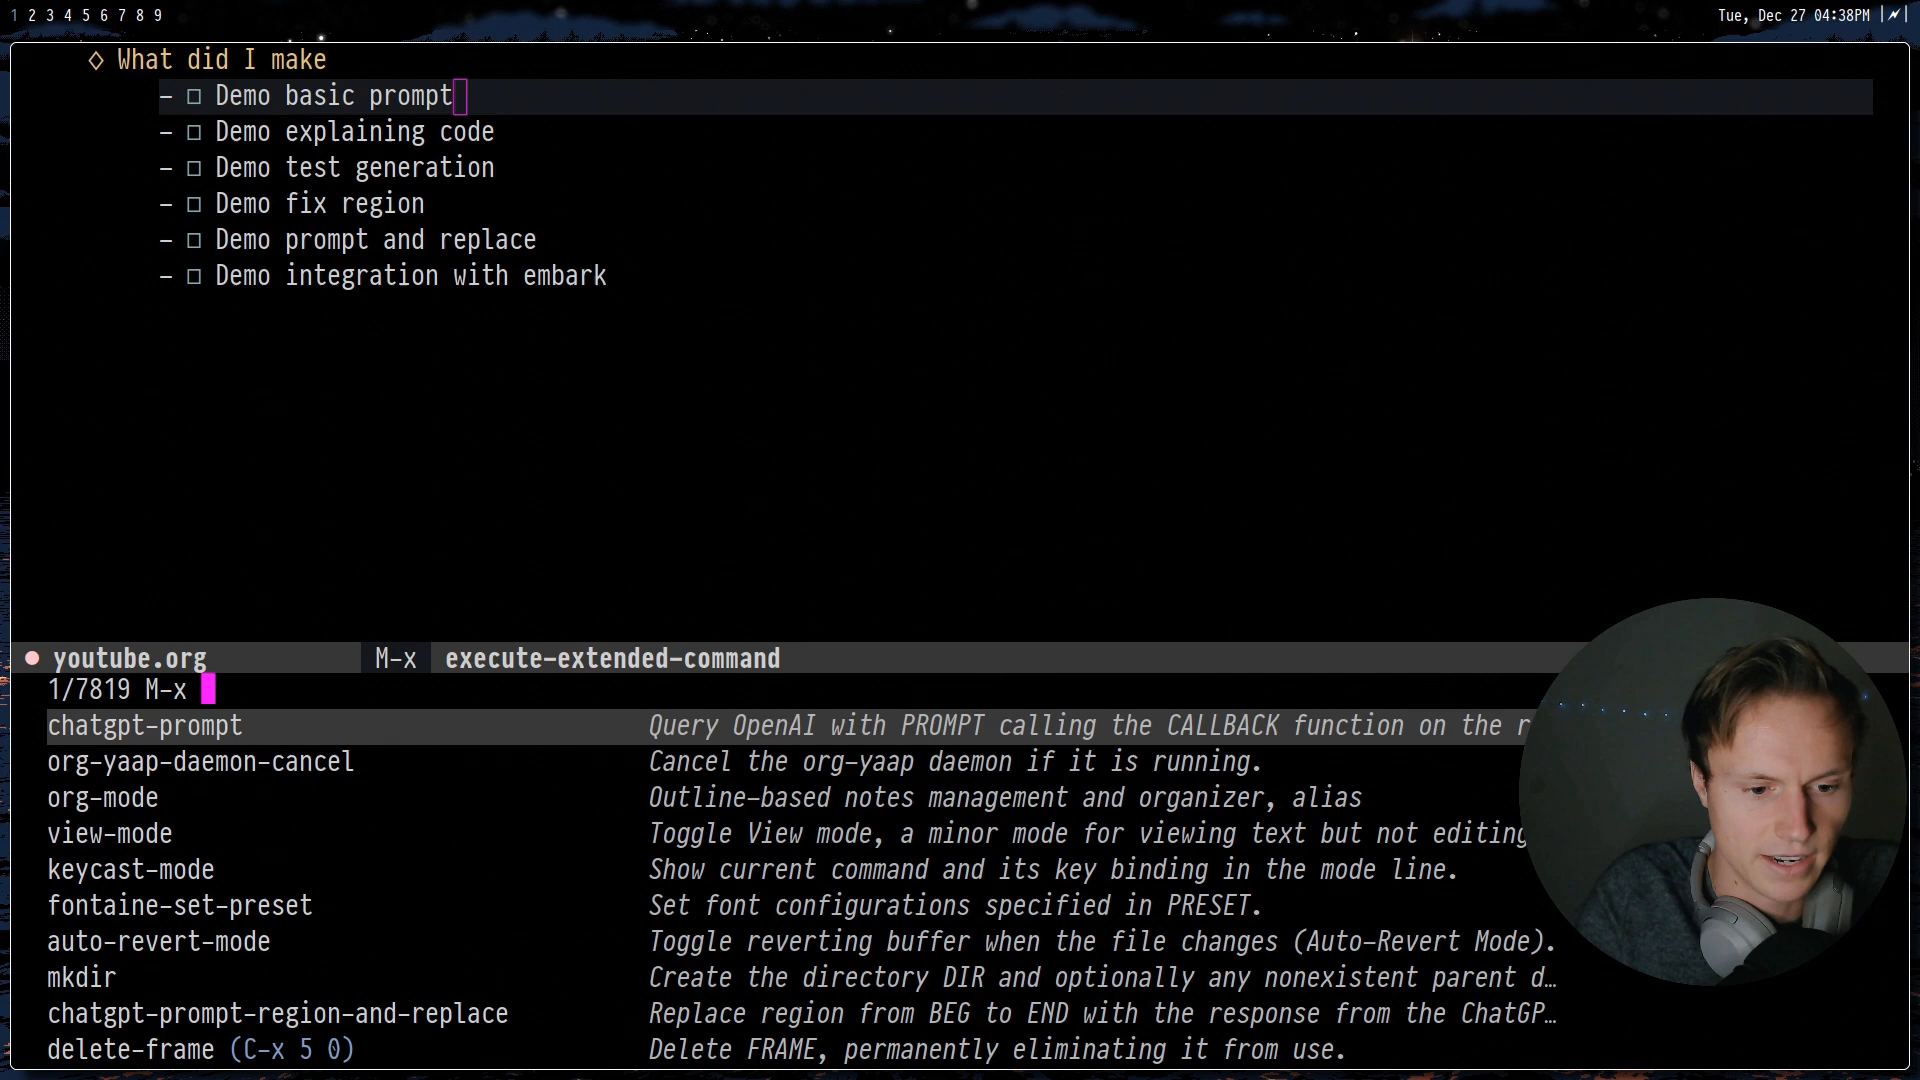 1 2 3 4 5 6 7 8 9
Tue, Dec 27 04:38PM
◇ What did I make
– □ Demo basic prompt
– □ Demo explaining code
– □ Demo test generation
– □ Demo fix region
– □ Demo prompt and replace
– □ Demo integration with embark
youtube.org M-x execute-extended-command
1/7819 M-x
chatgpt-prompt Query OpenAI with PROMPT calling the CALLBACK function on the r
org-yaap-daemon-cancel Cancel the org-yaap daemon if it is running.
org-mode Outline-based notes management and organizer, alias
view-mode Toggle View mode, a minor mode for viewing text but not editing
keycast-mode Show current command and its key binding in the mode line.
fontaine-set-preset Set font configurations specified in PRESET.
auto-revert-mode Toggle reverting buffer when the file changes (Auto-Revert Mode).
mkdir Create the directory DIR and optionally any nonexistent parent d…
chatgpt-prompt-region-and-replace Replace region from BEG to END with the response from the ChatGP…
delete-frame (C-x 5 0) Delete FRAME, permanently eliminating it from use.